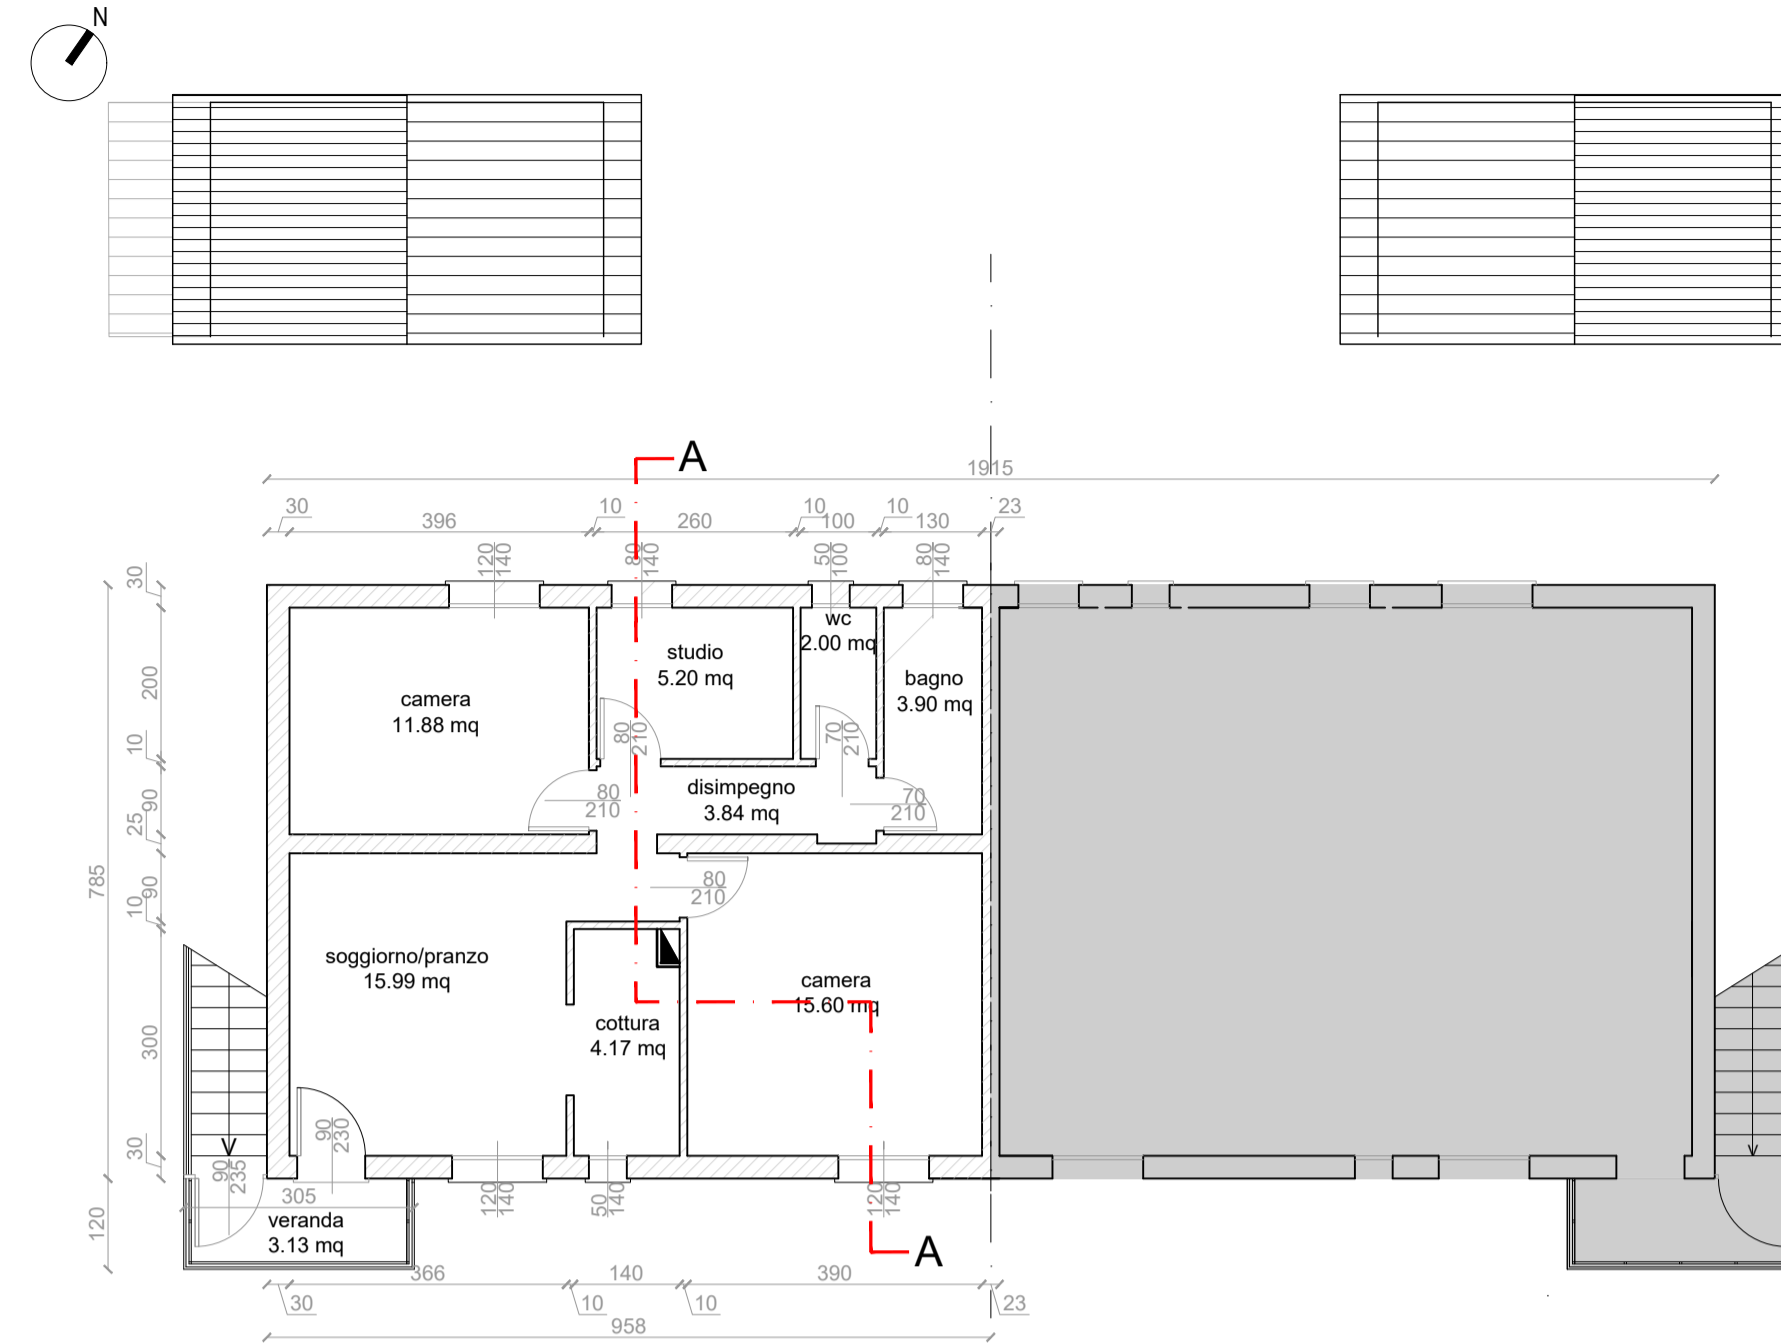 N
A
1915
30
396
10
260
10
100
10
130
23
120
140
80
140
50
100
80
140
30
200
10
90
25
90
10
300
30
785
120
camera
11.88 mq
studio
5.20 mq
wc
2.00 mq
bagno
3.90 mq
80
210
70
210
80
210
disimpegno
3.84 mq
70
210
80
210
soggiorno/pranzo
15.99 mq
cottura
4.17 mq
camera
15.60 mq
90
230
90
235
305
veranda
3.13 mq
120
140
50
140
120
140
A
366
140
390
30
10
10
23
958